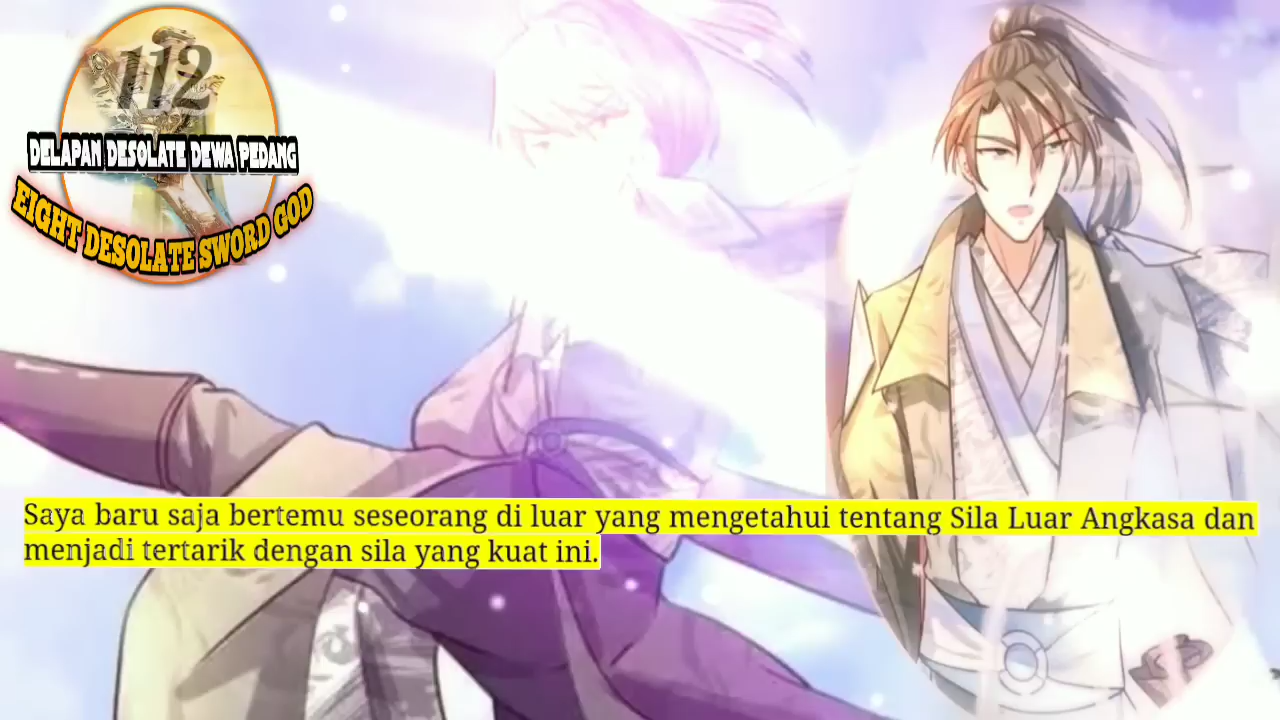 112
DELAPAN DESOLATE DEWA PEDANG
EIGHT DESOLATE SWORD GOD
Saya baru saja bertemu seseorang di luar yang mengetahui tentang Sila Luar Angkasa dan
menjadi tertarik dengan sila yang kuat ini.